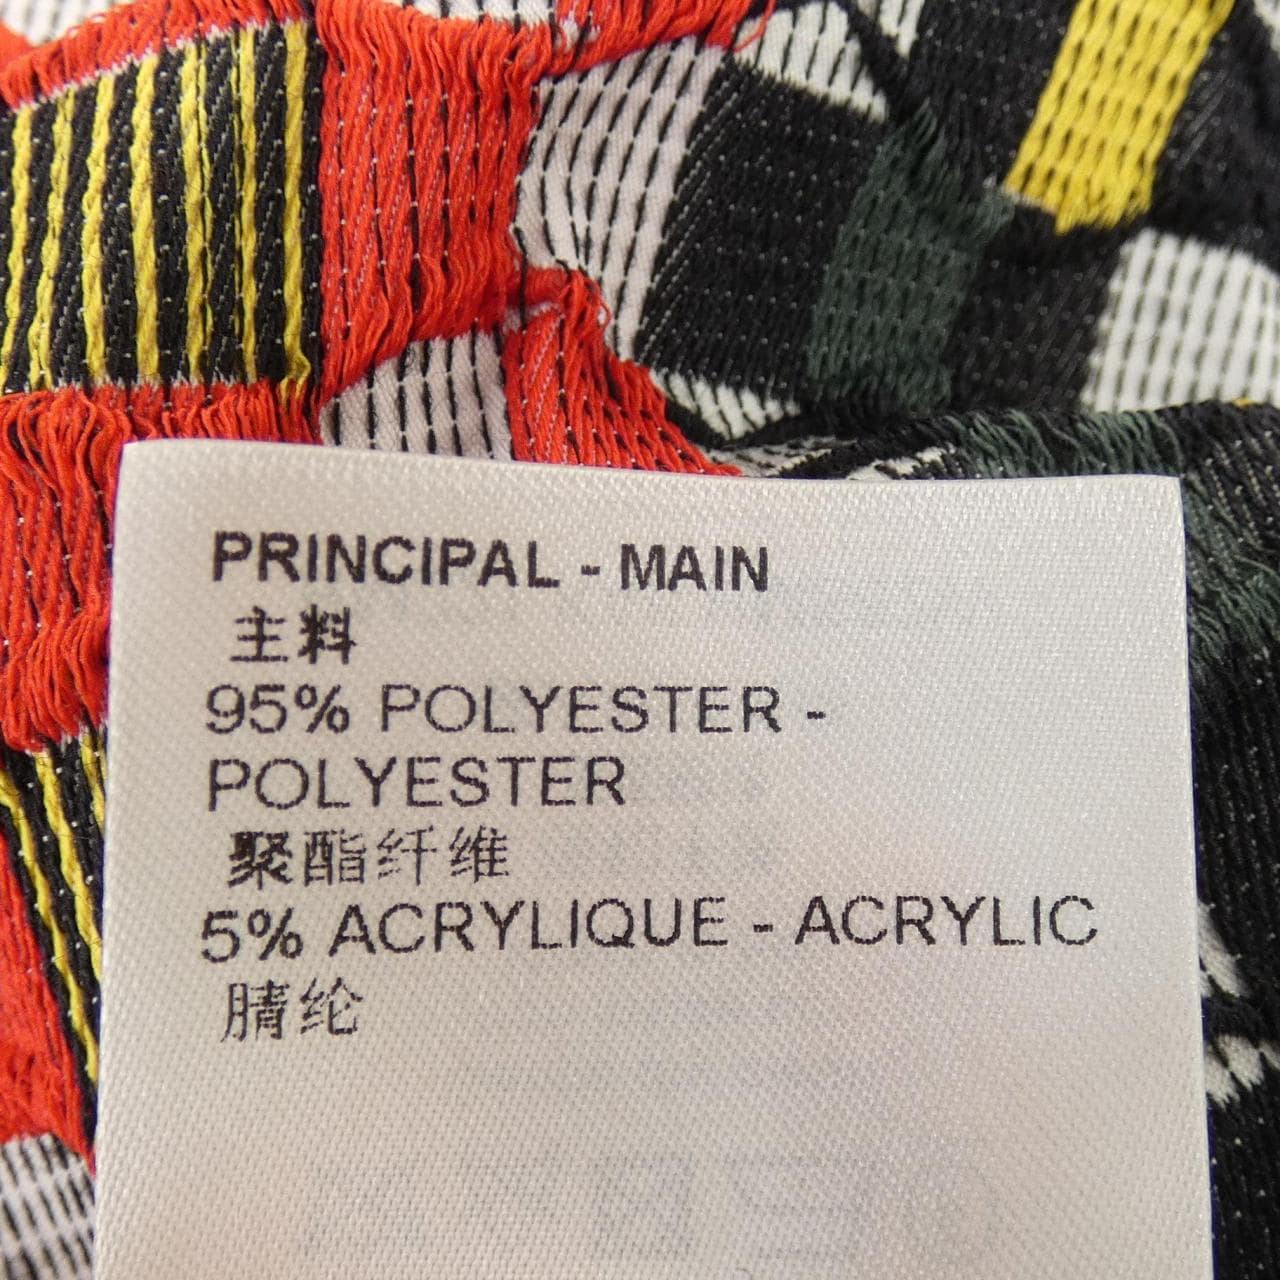 PRINCIPAL - MAIN
主料
95% POLYESTER -
POLYESTER
聚酯纤维
5% ACRYLIQUE - ACRYLIC
腈纶